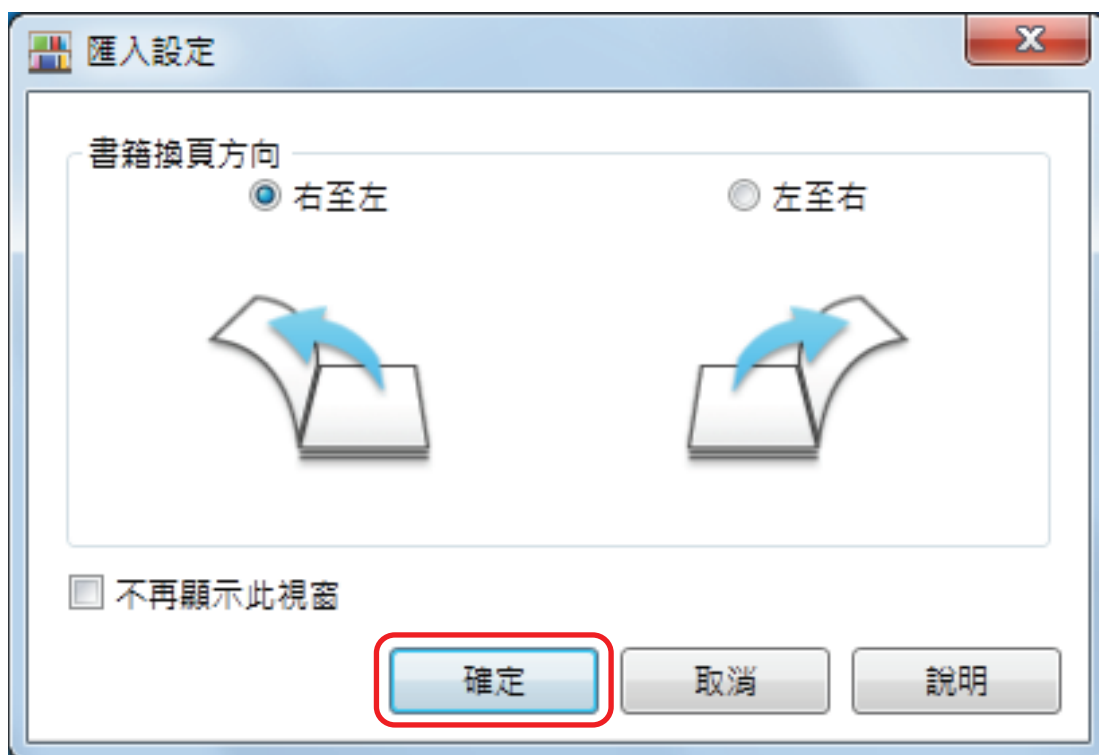 匯入設定
書籍換頁方向
右至左 左至右
不再顯示此視窗
確定 取消 說明